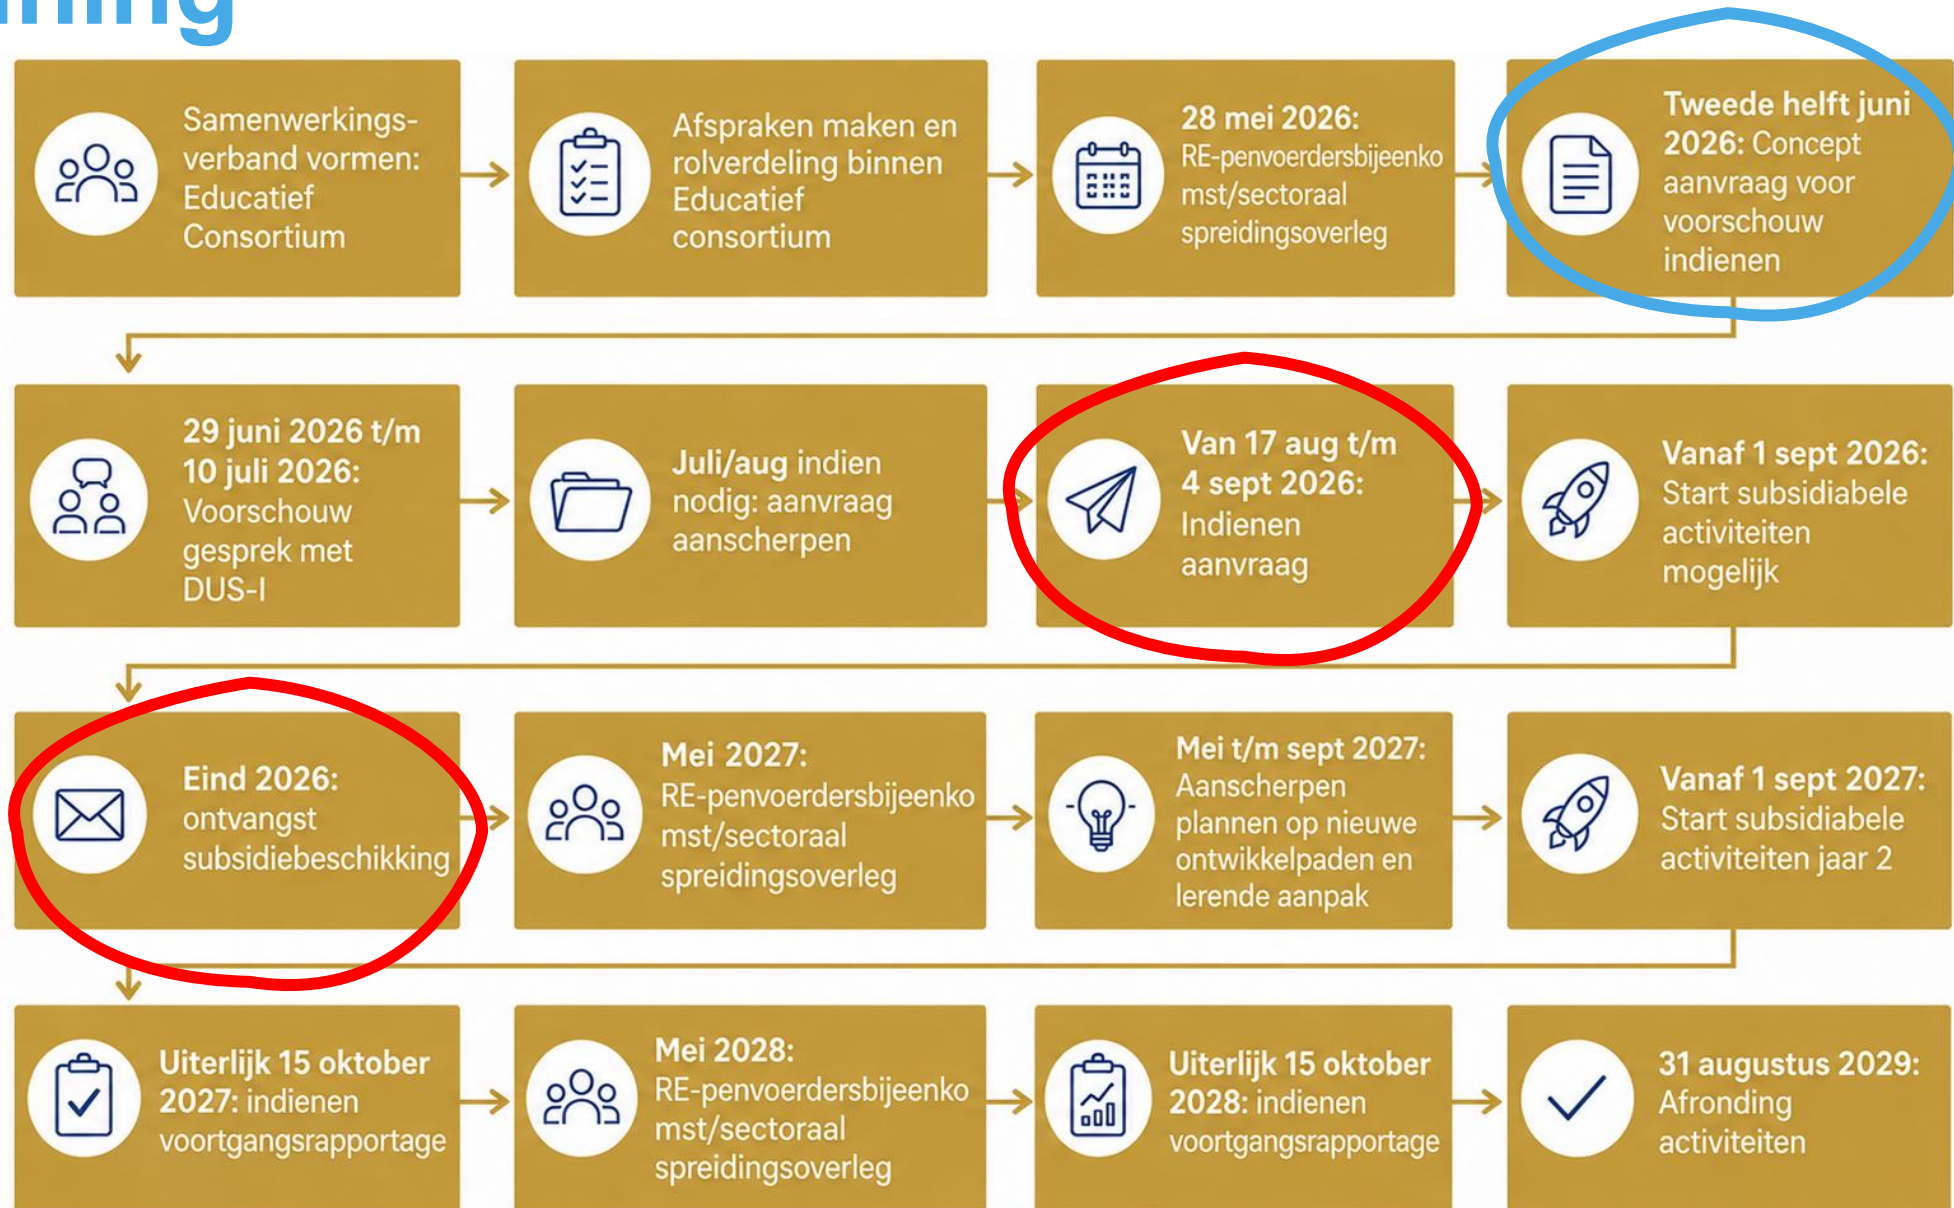 Samenwerkings-
verband vormen:
Educatief
Consortium
Afspraken maken en
rolverdeling binnen
Educatief
consortium
28 mei 2026:
RE-penvoerdersbijeenko
mst/sectoraal
spreidingsoverleg
Tweede helft juni
2026: Concept
aanvraag voor
voorschouw
indienen
29 juni 2026 t/m
10 juli 2026:
Voorschouw
gesprek met
DUS-I
Juli/aug indien
nodig: aanvraag
aanscherpen
Van 17 aug t/m
4 sept 2026:
Indienen
aanvraag
Vanaf 1 sept 2026:
Start subsidiabele
activiteiten
mogelijk
Eind 2026:
ontvangst
subsidiebeschikking
Mei 2027:
RE-penvoerdersbijeenko
mst/sectoraal
spreidingsoverleg
Mei t/m sept 2027:
Aanscherpen
plannen op nieuwe
ontwikkelpaden en
lerende aanpak
Vanaf 1 sept 2027:
Start subsidiabele
activiteiten jaar 2
Uiterlijk 15 oktober
2027: indienen
voortgangsrapportage
Mei 2028:
RE-penvoerdersbijeenko
mst/sectoraal
spreidingsoverleg
Uiterlijk 15 oktober
2028: indienen
voortgangsrapportage
31 augustus 2029:
Afronding
activiteiten